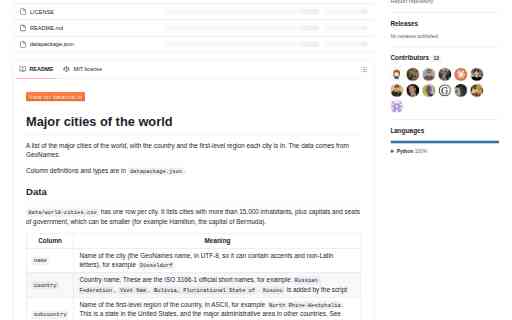 LICENSE
README.md
datapackage.json
README
MIT license
Major cities of the world
A list of the major cities of the world, with the country and the first-level region each city is in. The data comes from
GeoNames.
Column definitions and types are in datapackage.json.
Data
data/world-cities.csv has one row per city. It lists cities with more than 15,000 inhabitants, plus capitals and seats
of government, which can be smaller (for example Hamilton, the capital of Bermuda).
Column Meaning
name
Name of the city (the GeoNames name, in UTF-8, so it can contain accents and non-Latin
letters), for example Düsseldorf
country
Country name. These are the ISO 3166-1 official short names, for example Russian
Federation, Viet Nam, Bolivia, Plurinational State of. Kosovo is added by the script
subcountry
Name of the first-level region of the country, in ASCII, for example North Rhine-Westphalia.
This is a state in the United States, and the major administrative area in other countries. See
Report repository
Releases
No releases published
Contributors 13
Languages
Python 100%